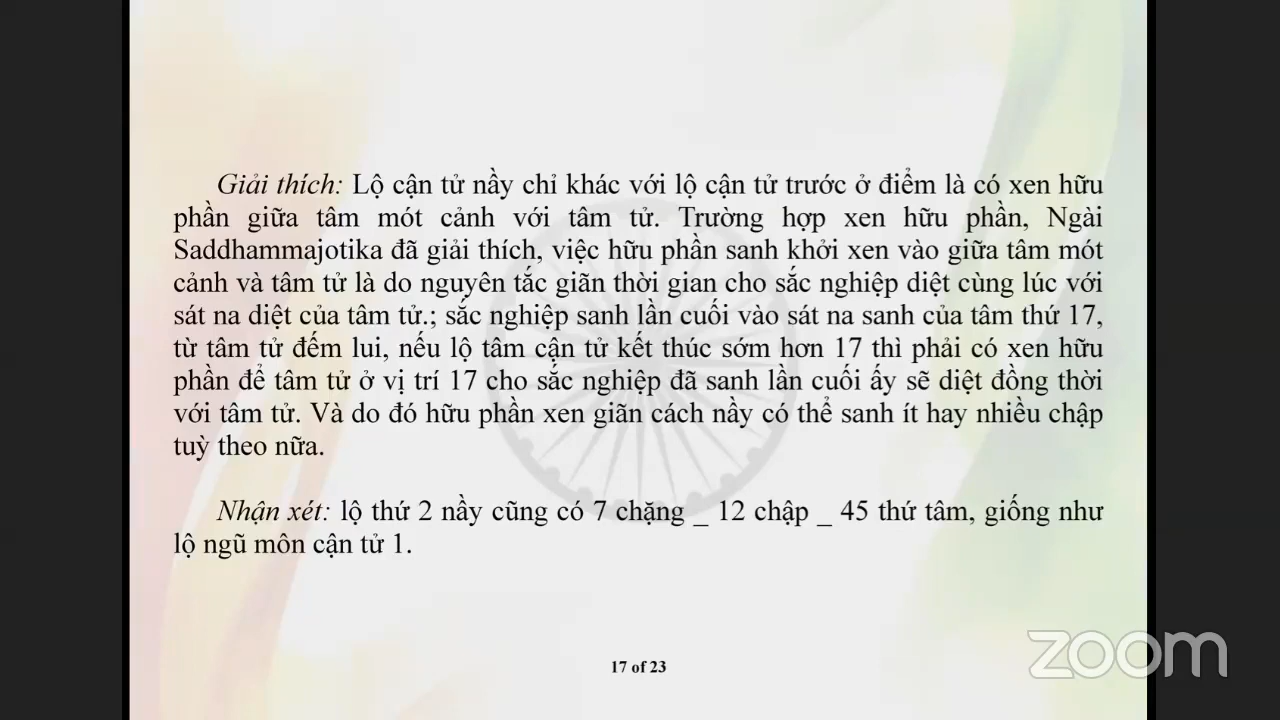 Giải thích: Lộ cận tử nầy chỉ khác với lộ cận tử trước ở điểm là có xen hữu
phần giữa tâm mót cảnh với tâm tử. Trường hợp xen hữu phần, Ngài
Saddhammajotika đã giải thích, việc hữu phần sanh khởi xen vào giữa tâm mót
cảnh và tâm tử là do nguyên tắc giãn thời gian cho sắc nghiệp diệt cùng lúc với
sát na diệt của tâm tử.; sắc nghiệp sanh lần cuối vào sát na sanh của tâm thứ 17,
từ tâm tử đếm lui, nếu lộ tâm cận tử kết thúc sớm hơn 17 thì phải có xen hữu
phần để tâm tử ở vị trí 17 cho sắc nghiệp đã sanh lần cuối ấy sẽ diệt đồng thời
với tâm tử. Và do đó hữu phần xen giãn cách nầy có thể sanh ít hay nhiều chập
tuỳ theo nữa.
Nhận xét: lộ thứ 2 nầy cũng có 7 chặng _ 12 chập _ 45 thứ tâm, giống như
lộ ngũ môn cận tử 1.
17 of 23
zoom